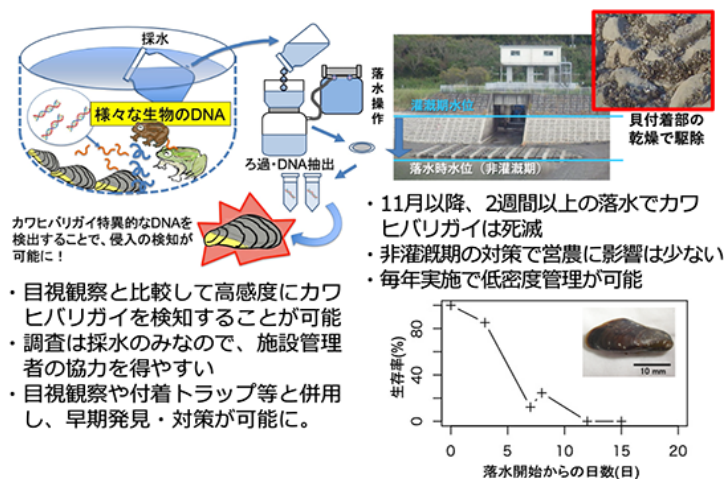 採水
様々な生物のDNA
ろ過・DNA抽出
カワヒバリガイ特異的なDNAを
検出することで、侵入の検知が
可能に！
・目視観察と比較して高感度にカワ
ヒバリガイを検知することが可能
・調査は採水のみなので、施設管理
者の協力を得やすい
・目視観察や付着トラップ等と併用
し、早期発見・対策が可能に。
落水操作
灌漑期水位
落水時水位（非灌漑期）
貝付着部の
乾燥で駆除
・11月以降、2週間以上の落水でカワ
ヒバリガイは死滅
・非灌漑期の対策で営農に影響は少ない
・毎年実施で低密度管理が可能
生存率(%)
80
40
0
10 mm
0 5 10 15 20
落水開始からの日数(日)